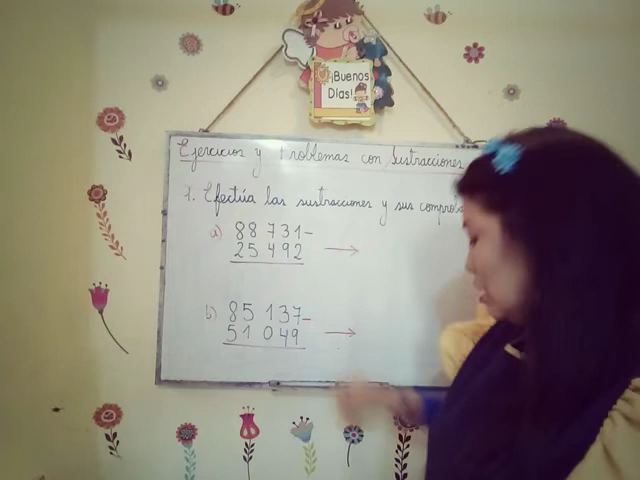 ¡Buenos
Días!
Ejercicios y Problemas con Sustracciones
1. Efectúa las sustracciones y sus
a) 88 731-
25 492 →
b) 85 137-
51 049 →